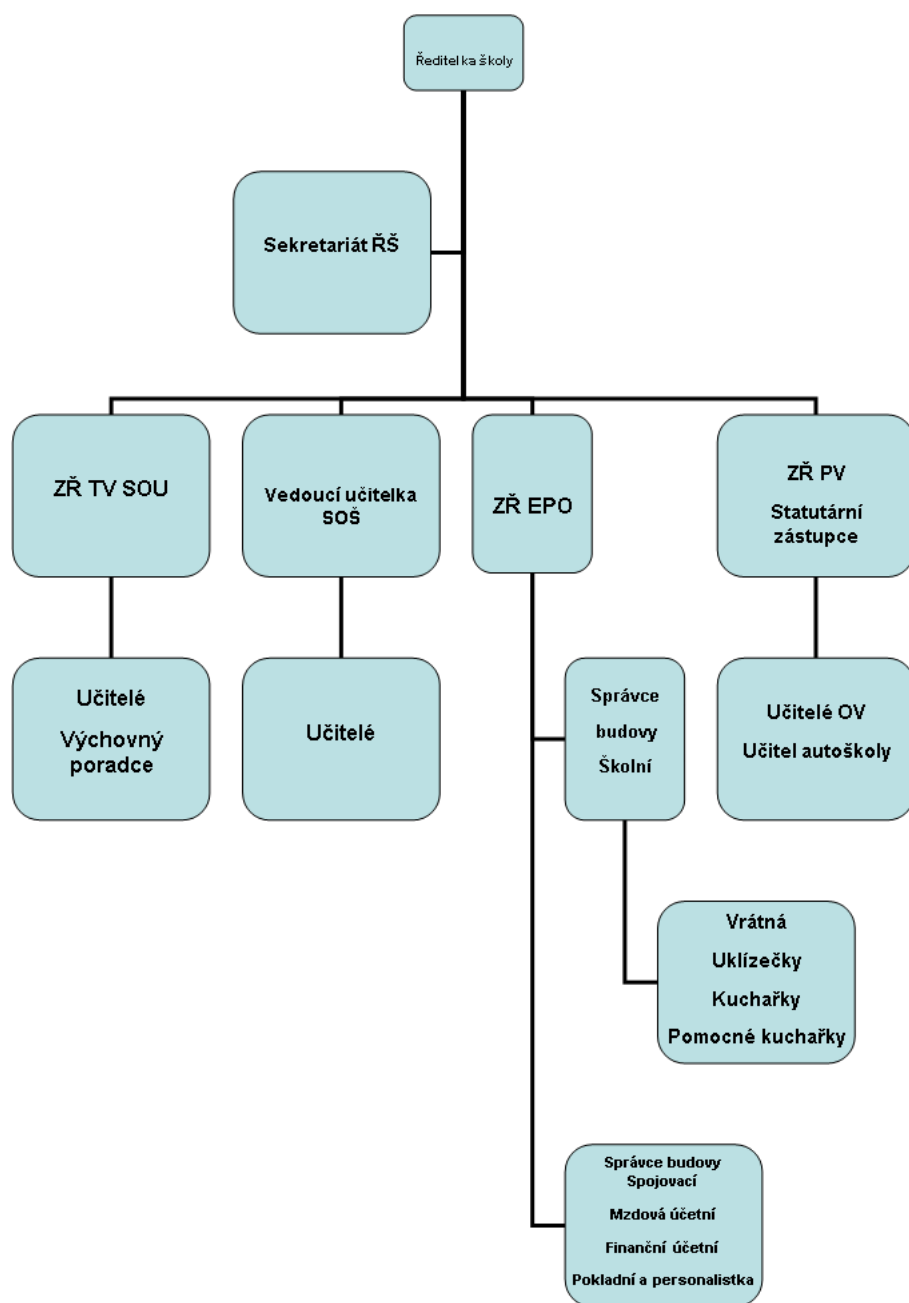 Ředitelka školy
Sekretariát ŘŠ
ZŘ TV SOU
Vedoucí učitelka
SOŠ
ZŘ EPO
ZŘ PV
Statutární
zástupce
Učitelé
Výchovný
poradce
Učitelé
Správce
budovy
Školní
Učitelé OV
Učitel autoškoly
Vrátná
Uklízečky
Kuchařky
Pomocné kuchařky
Správce budovy
Spojovací
Mzdová účetní
Finanční účetní
Pokladní a personalistka